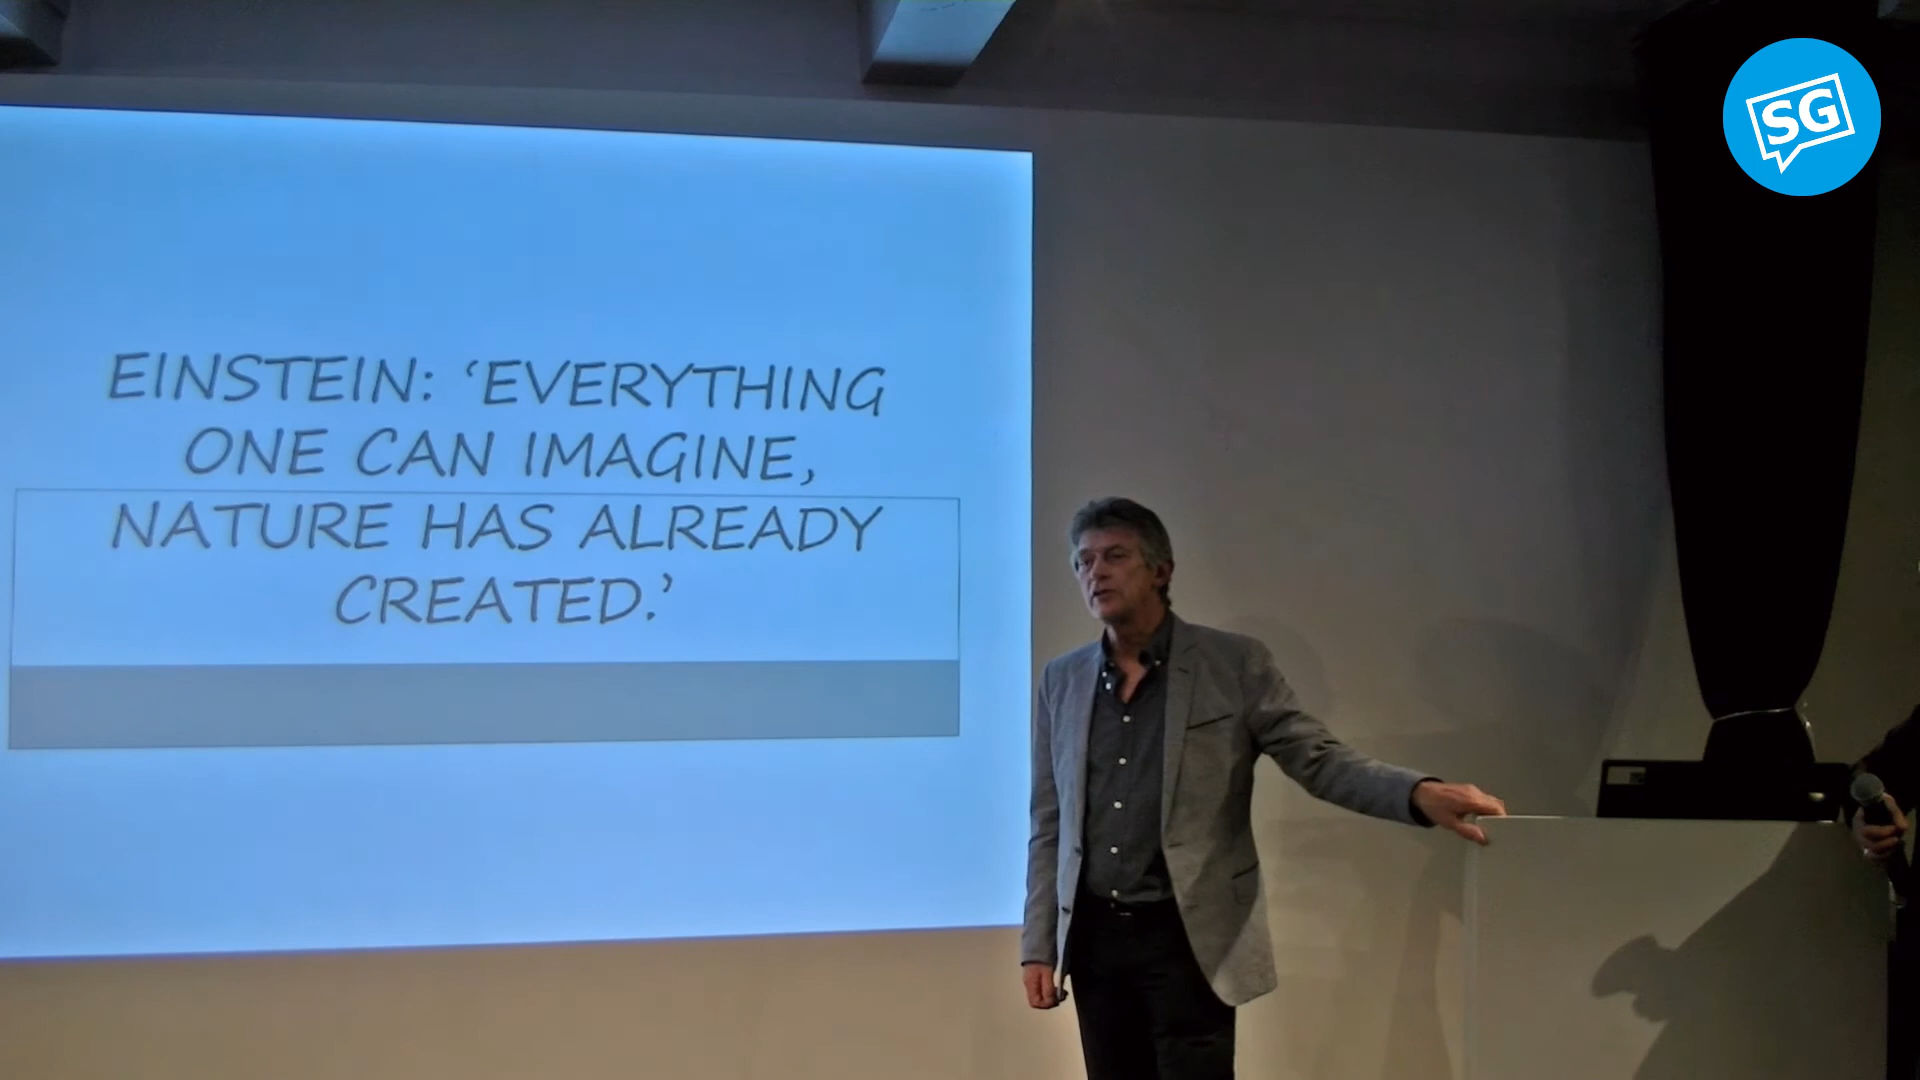 EINSTEIN: ‘EVERYTHING
ONE CAN IMAGINE,
NATURE HAS ALREADY
CREATED.’
SG